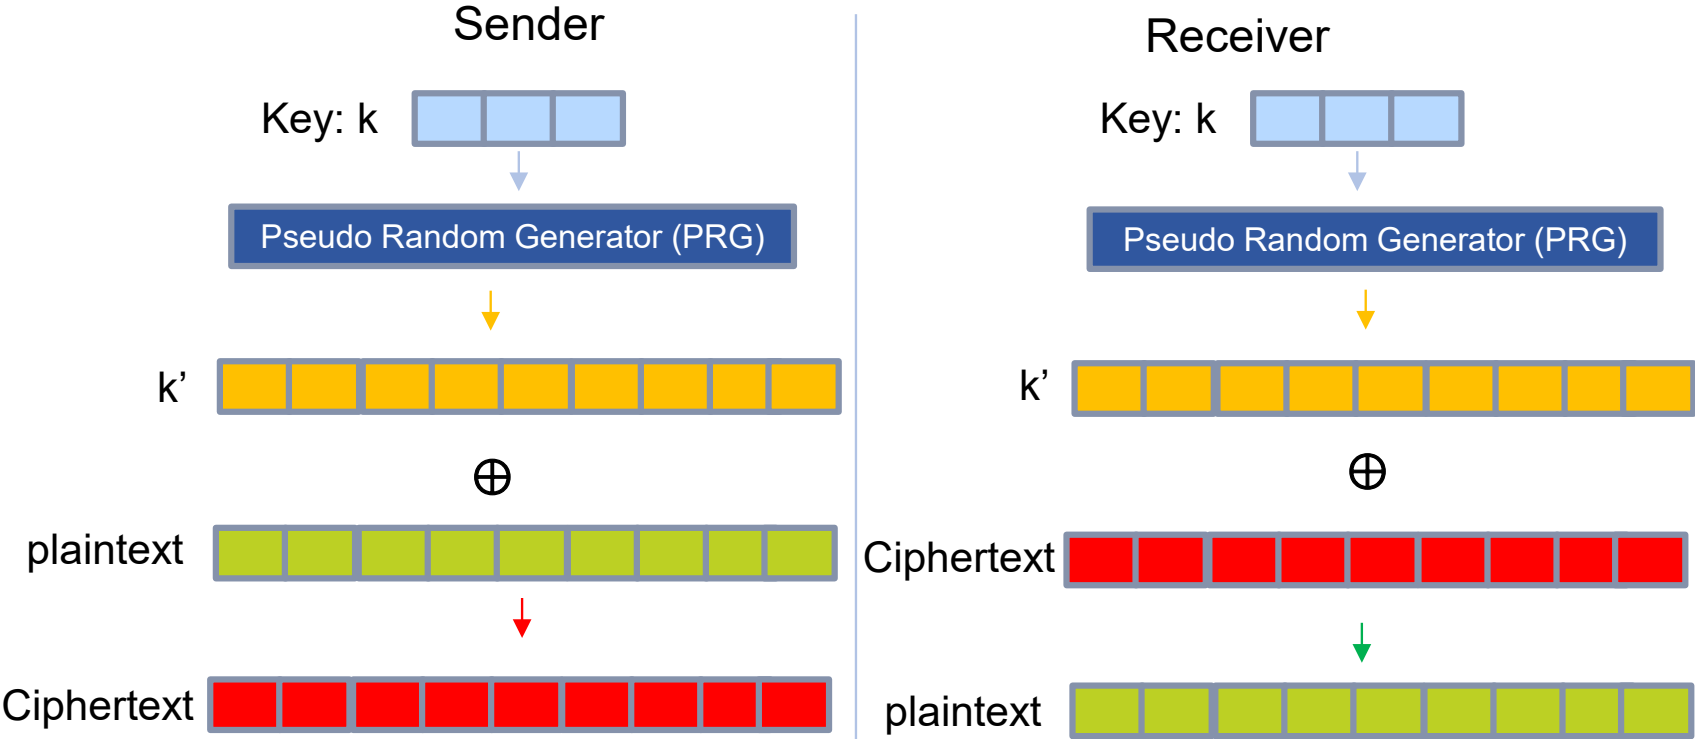 Sender
Key: k
Pseudo Random Generator (PRG)
k’
⊕
plaintext
Ciphertext
Receiver
Key: k
Pseudo Random Generator (PRG)
k’
⊕
Ciphertext
plaintext